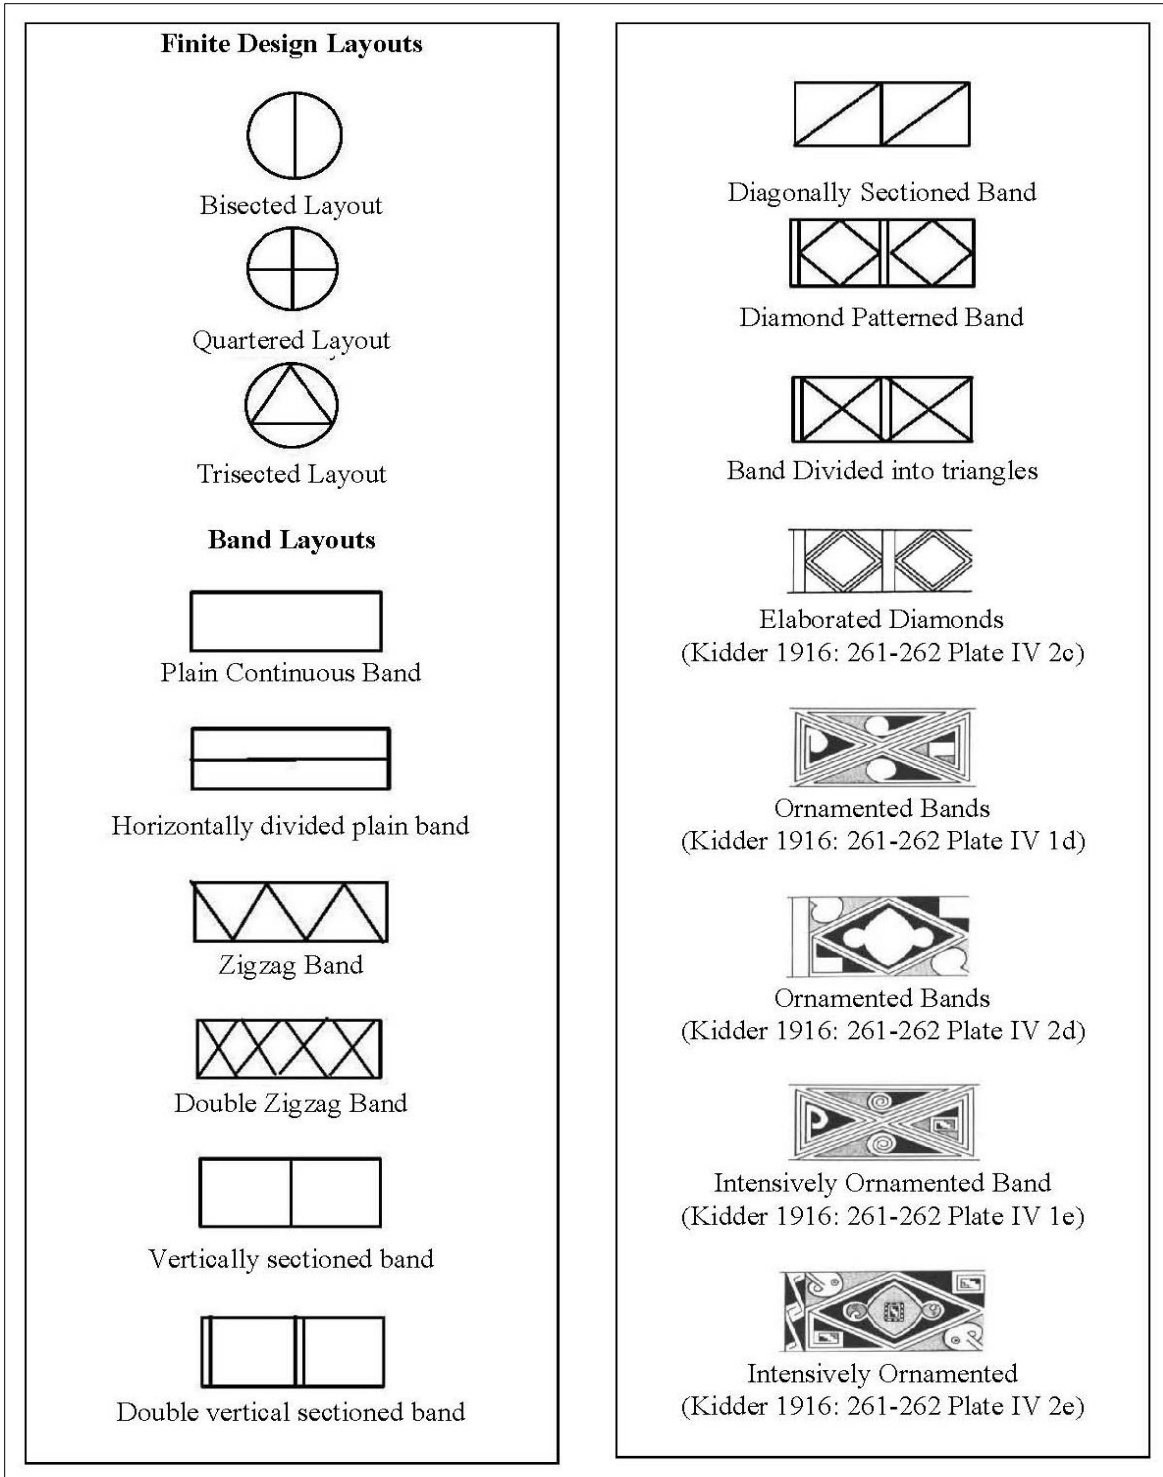 Finite Design Layouts
Bisected Layout
Quartered Layout
Trisected Layout
Band Layouts
Plain Continuous Band
Horizontally divided plain band
Zigzag Band
Double Zigzag Band
Vertically sectioned band
Double vertical sectioned band
Diagonally Sectioned Band
Diamond Patterned Band
Band Divided into triangles
Elaborated Diamonds
(Kidder 1916: 261-262 Plate IV 2c)
Ornamented Bands
(Kidder 1916: 261-262 Plate IV 1d)
Ornamented Bands
(Kidder 1916: 261-262 Plate IV 2d)
Intensively Ornamented Band
(Kidder 1916: 261-262 Plate IV 1e)
Intensively Ornamented
(Kidder 1916: 261-262 Plate IV 2e)